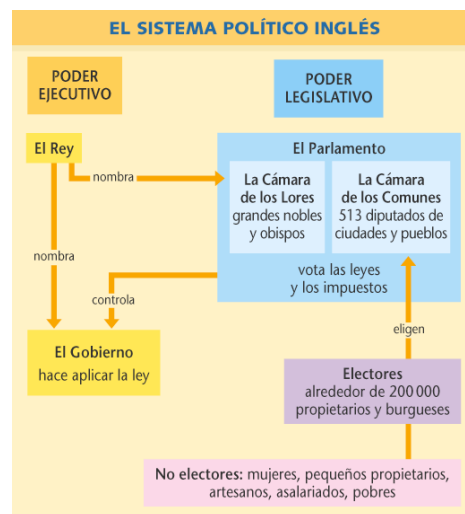 EL SISTEMA POLÍTICO INGLÉS
PODER
EJECUTIVO
PODER
LEGISLATIVO
El Rey
nombra
El Parlamento
La Cámara
de los Lores
grandes nobles
y obispos
La Cámara
de los Comunes
513 diputados de
ciudades y pueblos
vota las leyes
y los impuestos
nombra
controla
eligen
El Gobierno
hace aplicar la ley
Electores
alrededor de 200 000
propietarios y burgueses
No electores: mujeres, pequeños propietarios,
artesanos, asalariados, pobres